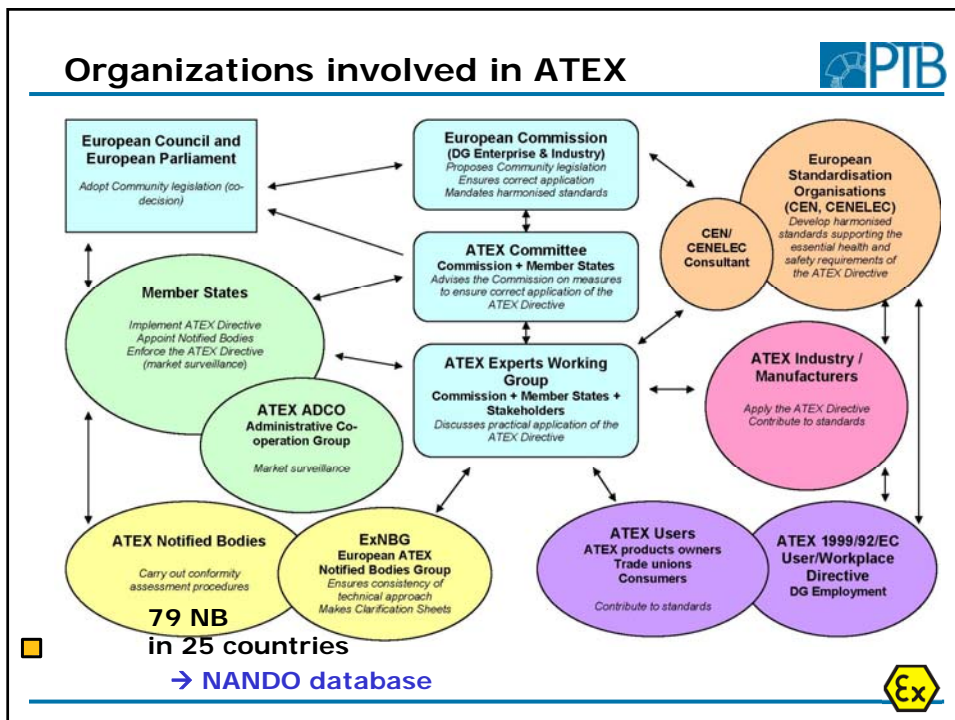 Organizations involved in ATEX
PTB
European Council and
European Parliament
Adopt Community legislation (co-
decision)
European Commission
(DG Enterprise & Industry)
Proposes Community legislation
Ensures correct application
Mandates harmonised standards
European
Standardisation
Organisations
(CEN, CENELEC)
Develop harmonised
standards supporting the
essential health and
safety requirements of
the ATEX Directive
CEN/
CENELEC
Consultant
ATEX Committee
Commission + Member States
Advises the Commission on measures
to ensure correct application of the
ATEX Directive
Member States
Implement ATEX Directive
Appoint Notified Bodies
Enforce the ATEX Directive
(market surveillance)
ATEX Experts Working
Group
Commission + Member States +
Stakeholders
Discusses practical application of the
ATEX Directive
ATEX Industry /
Manufacturers
Apply the ATEX Directive
Contribute to standards
ATEX ADCO
Administrative Co-
operation Group
Market surveillance
ATEX Notified Bodies
Carry out conformity
assessment procedures
ExNBG
European ATEX
Notified Bodies Group
Ensures consistency of
technical approach
Makes Clarification Sheets
ATEX Users
ATEX products owners
Trade unions
Consumers
Contribute to standards
ATEX 1999/92/EC
User/Workplace
Directive
DG Employment
79 NB
in 25 countries
→ NANDO database
Ex